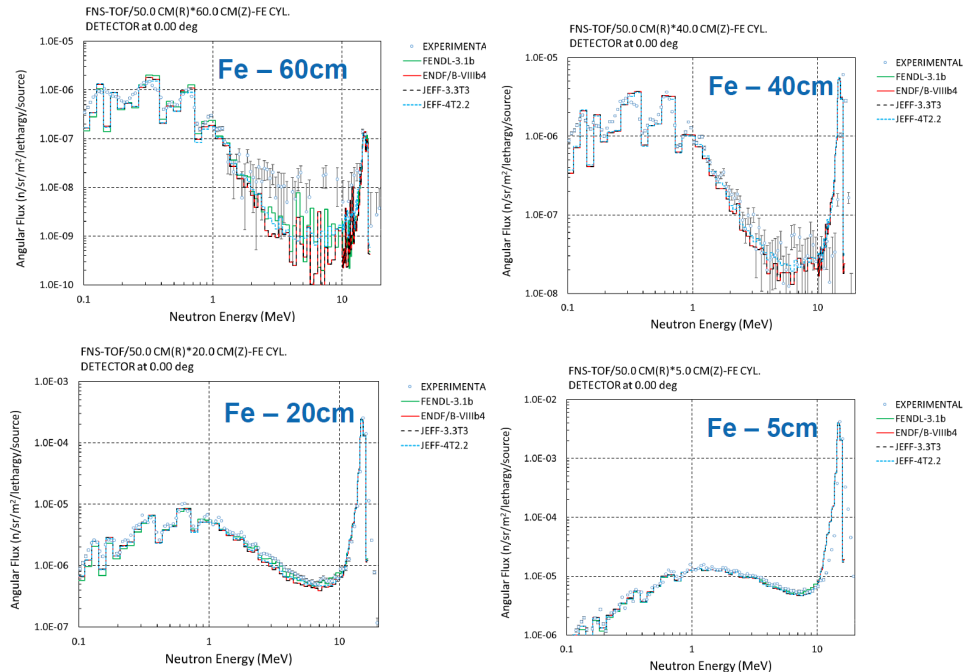 FNS-TOF/50.0 CM(R)*60.0 CM(Z)-FE CYL.
DETECTOR at 0.00 deg
Fe – 60cm
EXPERIMENTAL
FENDL-3.1b
ENDF/B-VIIIb4
JEFF-3.3T3
JEFF-4T2.2
Angular Flux (n/sr/m²/lethargy/source)
1.0E-05
1.0E-06
1.0E-07
1.0E-08
1.0E-09
1.0E-10
0.1
1
10
Neutron Energy (MeV)
FNS-TOF/50.0 CM(R)*40.0 CM(Z)-FE CYL.
DETECTOR at 0.00 deg
Fe – 40cm
EXPERIMENTAL
FENDL-3.1b
ENDF/B-VIIIb4
JEFF-3.3T3
JEFF-4T2.2
Angular Flux (n/sr/m²/lethargy/source)
1.0E-05
1.0E-06
1.0E-07
1.0E-08
0.1
1
10
Neutron Energy (MeV)
FNS-TOF/50.0 CM(R)*20.0 CM(Z)-FE CYL.
DETECTOR at 0.00 deg
Fe – 20cm
EXPERIMENTAL
FENDL-3.1b
ENDF/B-VIIIb4
JEFF-3.3T3
JEFF-4T2.2
Angular Flux (n/sr/m²/lethargy/source)
1.0E-03
1.0E-04
1.0E-05
1.0E-06
1.0E-07
0.1
1
10
Neutron Energy (MeV)
FNS-TOF/50.0 CM(R)*5.0 CM(Z)-FE CYL.
DETECTOR at 0.00 deg
Fe – 5cm
EXPERIMENTAL
FENDL-3.1b
ENDF/B-VIIIb4
JEFF-3.3T3
JEFF-4T2.2
Angular Flux (n/sr/m²/lethargy/source)
1.0E-02
1.0E-03
1.0E-04
1.0E-05
1.0E-06
0.1
1
10
Neutron Energy (MeV)